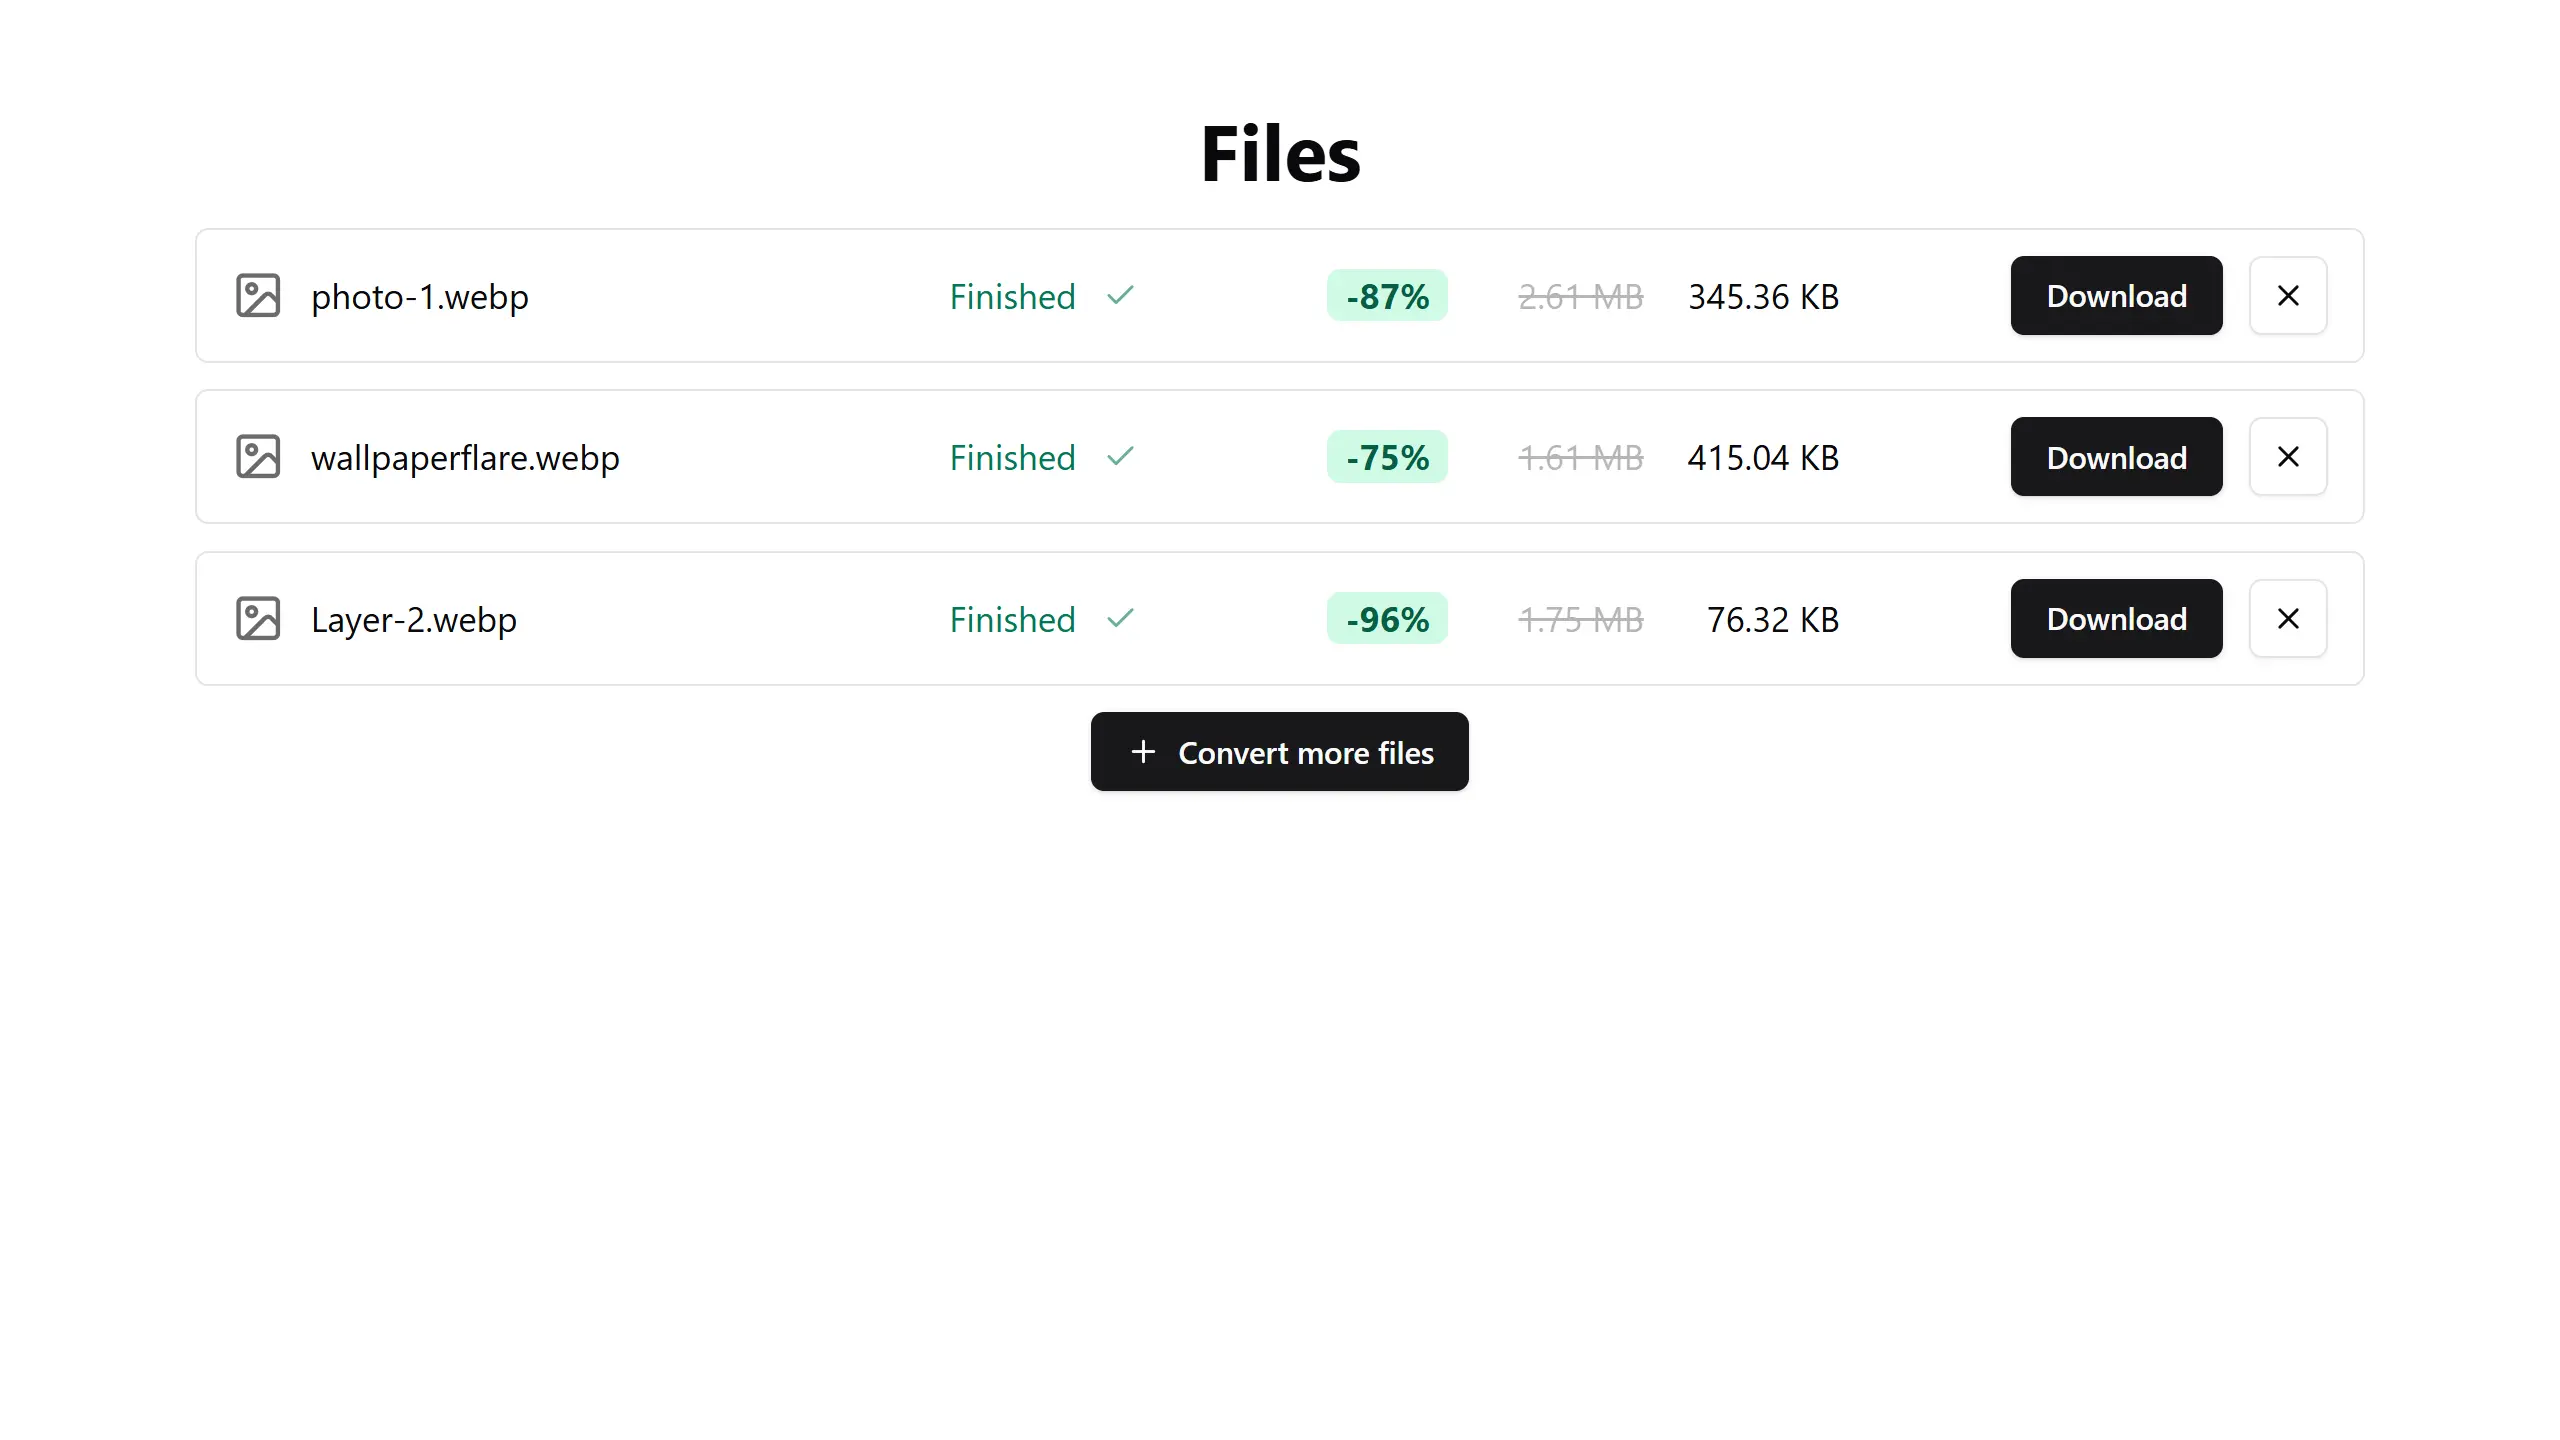 Files
photo-1.webp Finished -87% 2.61 MB 345.36 KB Download
wallpaperflare.webp Finished -75% 1.61 MB 415.04 KB Download
Layer-2.webp Finished -96% 1.75 MB 76.32 KB Download
Convert more files